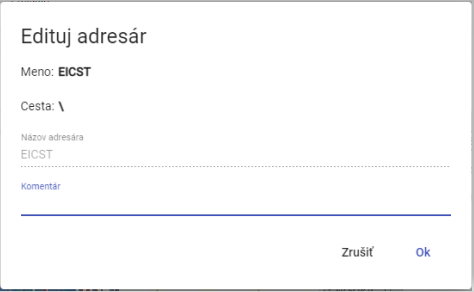 Edituj adresár
Meno: EICST
Cesta: \
Názov adresára
EICST
Komentár
Zrušiť Ok